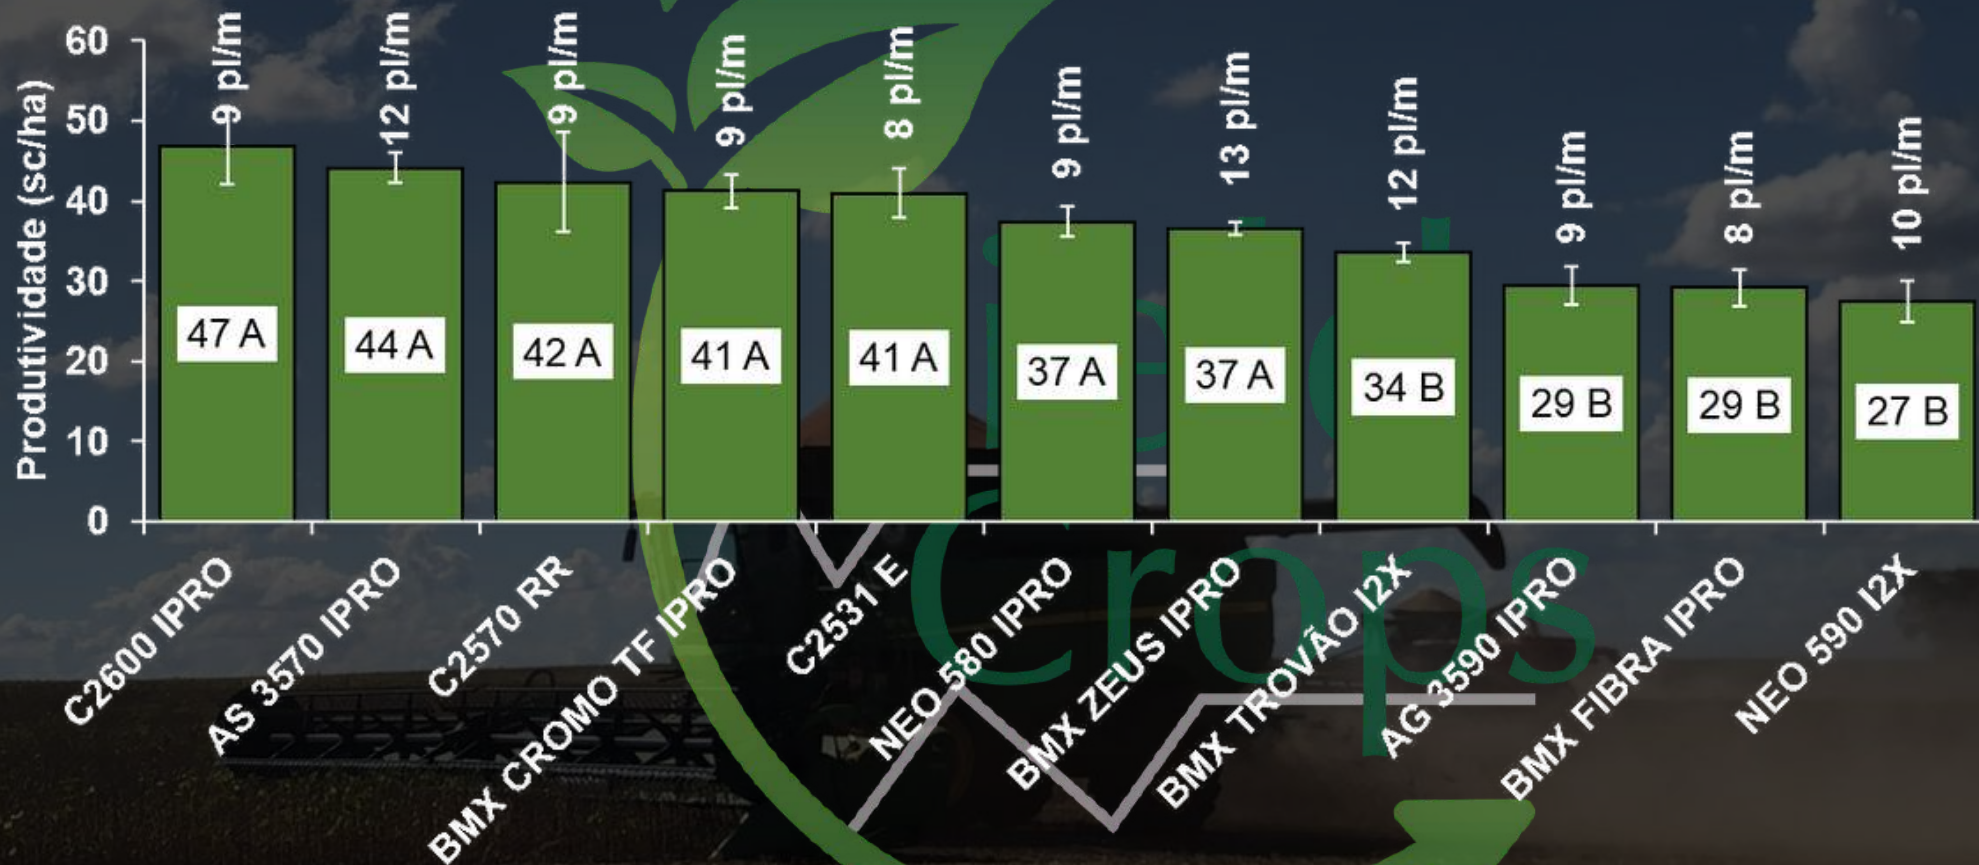 Produtividade (sc/ha)
60
50
40
30
20
10
0
9 pl/m
12 pl/m
9 pl/m
9 pl/m
8 pl/m
9 pl/m
13 pl/m
12 pl/m
9 pl/m
8 pl/m
10 pl/m
47 A
44 A
42 A
41 A
41 A
37 A
37 A
34 B
29 B
29 B
27 B
C2600 IPRO
AS 3570 IPRO
C2570 RR
BMX CROMO TF IPRO
C2531 E
NEO 580 IPRO
BMX ZEUS IPRO
BMX TROVÃO I2X
AG 3590 IPRO
BMX FIBRA IPRO
NEO 590 I2X
Crops